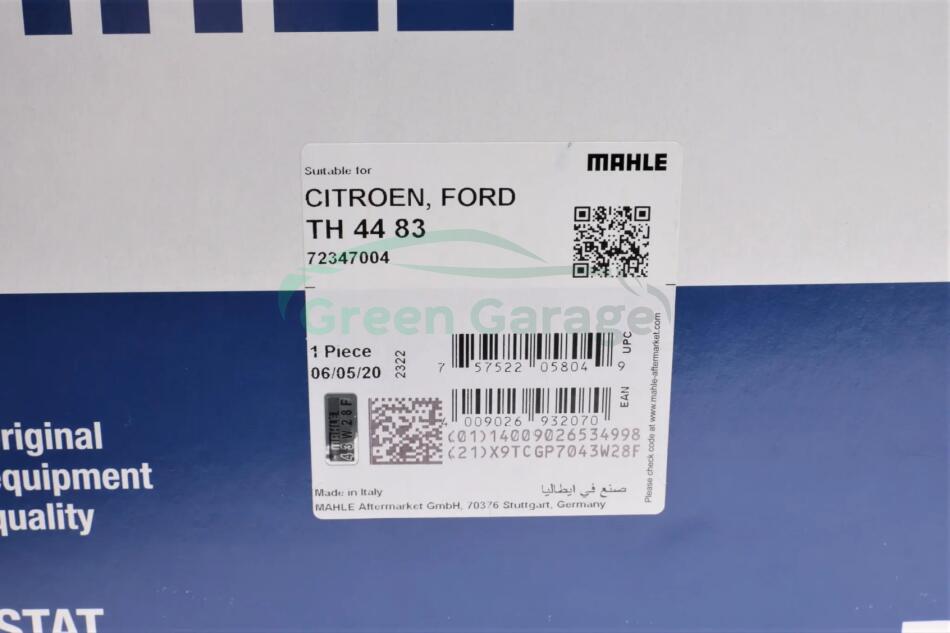 MAHLE
Suitable for
CITROEN, FORD
TH 44 83
72347004
Green Garage
1 Piece
06/05/20
2322
7 57522 05804 9
UPC
4 009026 932070
EAN
MAHLE
43W28F
(01)14009026534998
(21)X9TCGP7043W28F
Please check code at www.mahle-aftermarket.com
Made in Italy
صنع في ايطاليا
MAHLE Aftermarket GmbH, 70376 Stuttgart, Germany
riginal
equipment
quality
STAT